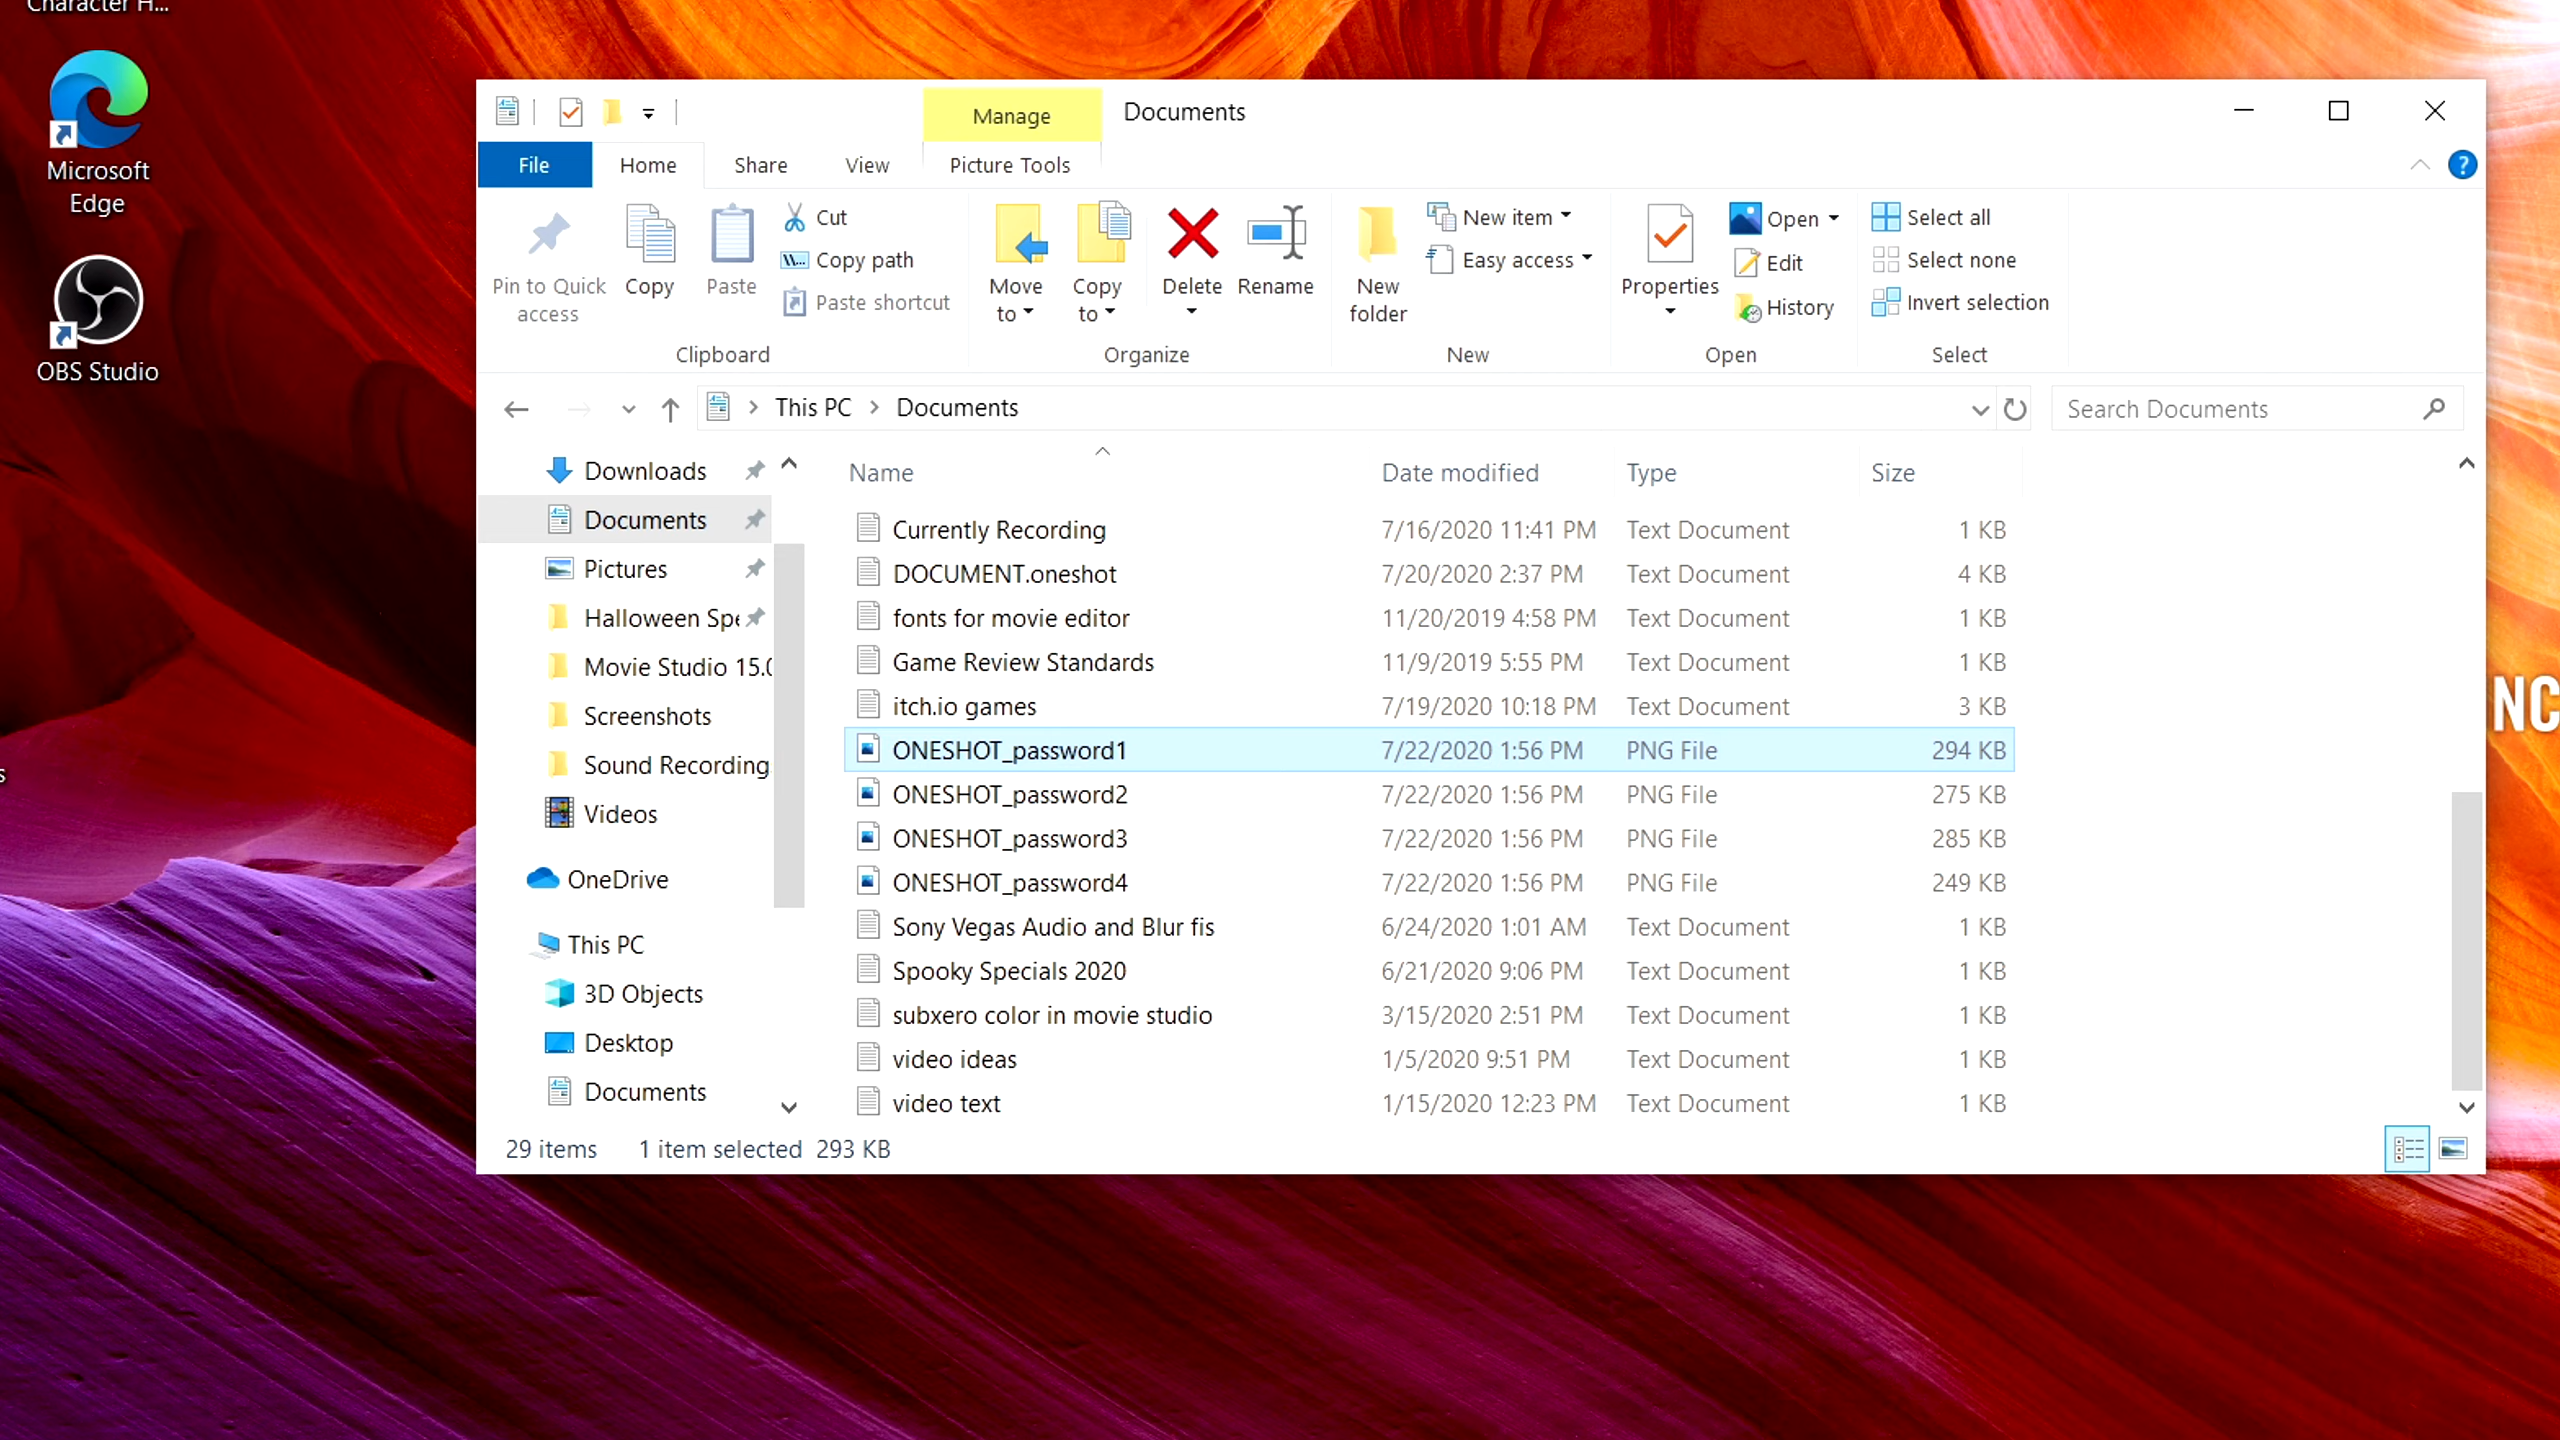 Character H...
Microsoft
Edge
OBS Studio
s
Manage
Documents
File
Home
Share
View
Picture Tools
?
Pin to Quick
access
Copy
Paste
Cut
Copy path
Paste shortcut
Clipboard
Move
to
Copy
to
Delete
Rename
Organize
New
folder
New item
Easy access
New
Properties
Open
Edit
History
Open
Select all
Select none
Invert selection
Select
This PC > Documents
Search Documents
Downloads
Documents
Pictures
Halloween Spe
Movie Studio 15.0
Screenshots
Sound Recording
Videos
OneDrive
This PC
3D Objects
Desktop
Documents
Name Date modified Type Size
Currently Recording 7/16/2020 11:41 PM Text Document 1 KB
DOCUMENT.oneshot 7/20/2020 2:37 PM Text Document 4 KB
fonts for movie editor 11/20/2019 4:58 PM Text Document 1 KB
Game Review Standards 11/9/2019 5:55 PM Text Document 1 KB
itch.io games 7/19/2020 10:18 PM Text Document 3 KB
ONESHOT_password1 7/22/2020 1:56 PM PNG File 294 KB
ONESHOT_password2 7/22/2020 1:56 PM PNG File 275 KB
ONESHOT_password3 7/22/2020 1:56 PM PNG File 285 KB
ONESHOT_password4 7/22/2020 1:56 PM PNG File 249 KB
Sony Vegas Audio and Blur fis 6/24/2020 1:01 AM Text Document 1 KB
Spooky Specials 2020 6/21/2020 9:06 PM Text Document 1 KB
subxero color in movie studio 3/15/2020 2:51 PM Text Document 1 KB
video ideas 1/5/2020 9:51 PM Text Document 1 KB
video text 1/15/2020 12:23 PM Text Document 1 KB
29 items 1 item selected 293 KB
NC